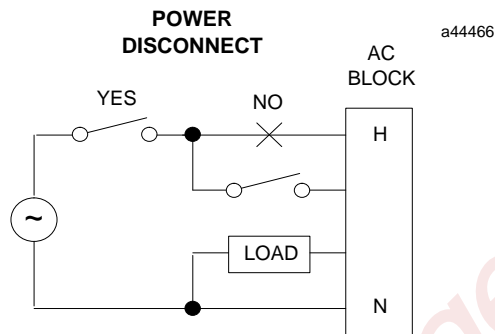 POWER
DISCONNECT
a44466
AC
BLOCK
YES
NO
H
~
LOAD
N